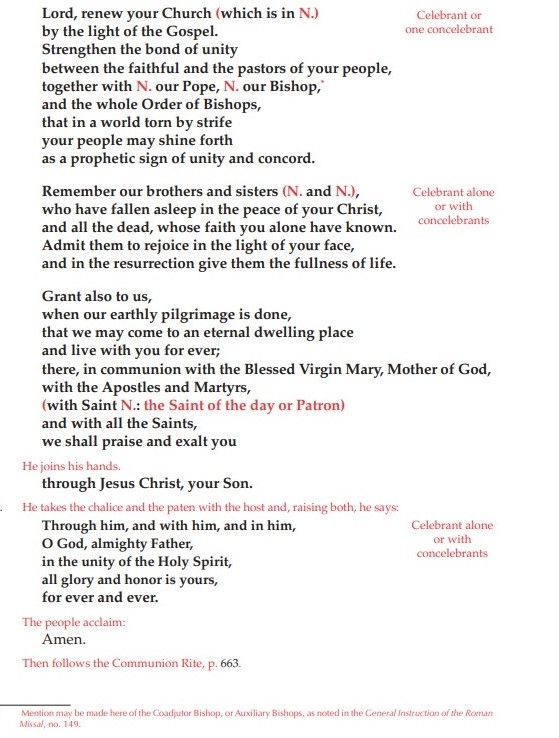 Lord, renew your Church (which is in N.)
by the light of the Gospel.
Strengthen the bond of unity
between the faithful and the pastors of your people,
together with N. our Pope, N. our Bishop,*
and the whole Order of Bishops,
that in a world torn by strife
your people may shine forth
as a prophetic sign of unity and concord.
Celebrant or
one concelebrant
Remember our brothers and sisters (N. and N.),
who have fallen asleep in the peace of your Christ,
and all the dead, whose faith you alone have known.
Admit them to rejoice in the light of your face,
and in the resurrection give them the fullness of life.
Celebrant alone
or with
concelebrants
Grant also to us,
when our earthly pilgrimage is done,
that we may come to an eternal dwelling place
and live with you for ever;
there, in communion with the Blessed Virgin Mary, Mother of God,
with the Apostles and Martyrs,
(with Saint N.: the Saint of the day or Patron)
and with all the Saints,
we shall praise and exalt you
He joins his hands.
through Jesus Christ, your Son.
. He takes the chalice and the paten with the host and, raising both, he says:
Through him, and with him, and in him,
O God, almighty Father,
in the unity of the Holy Spirit,
all glory and honor is yours,
for ever and ever.
Celebrant alone
or with
concelebrants
The people acclaim:
Amen.
Then follows the Communion Rite, p. 663.
Mention may be made here of the Coadjutor Bishop, or Auxiliary Bishops, as noted in the General Instruction of the Roman
Missal, no. 149.